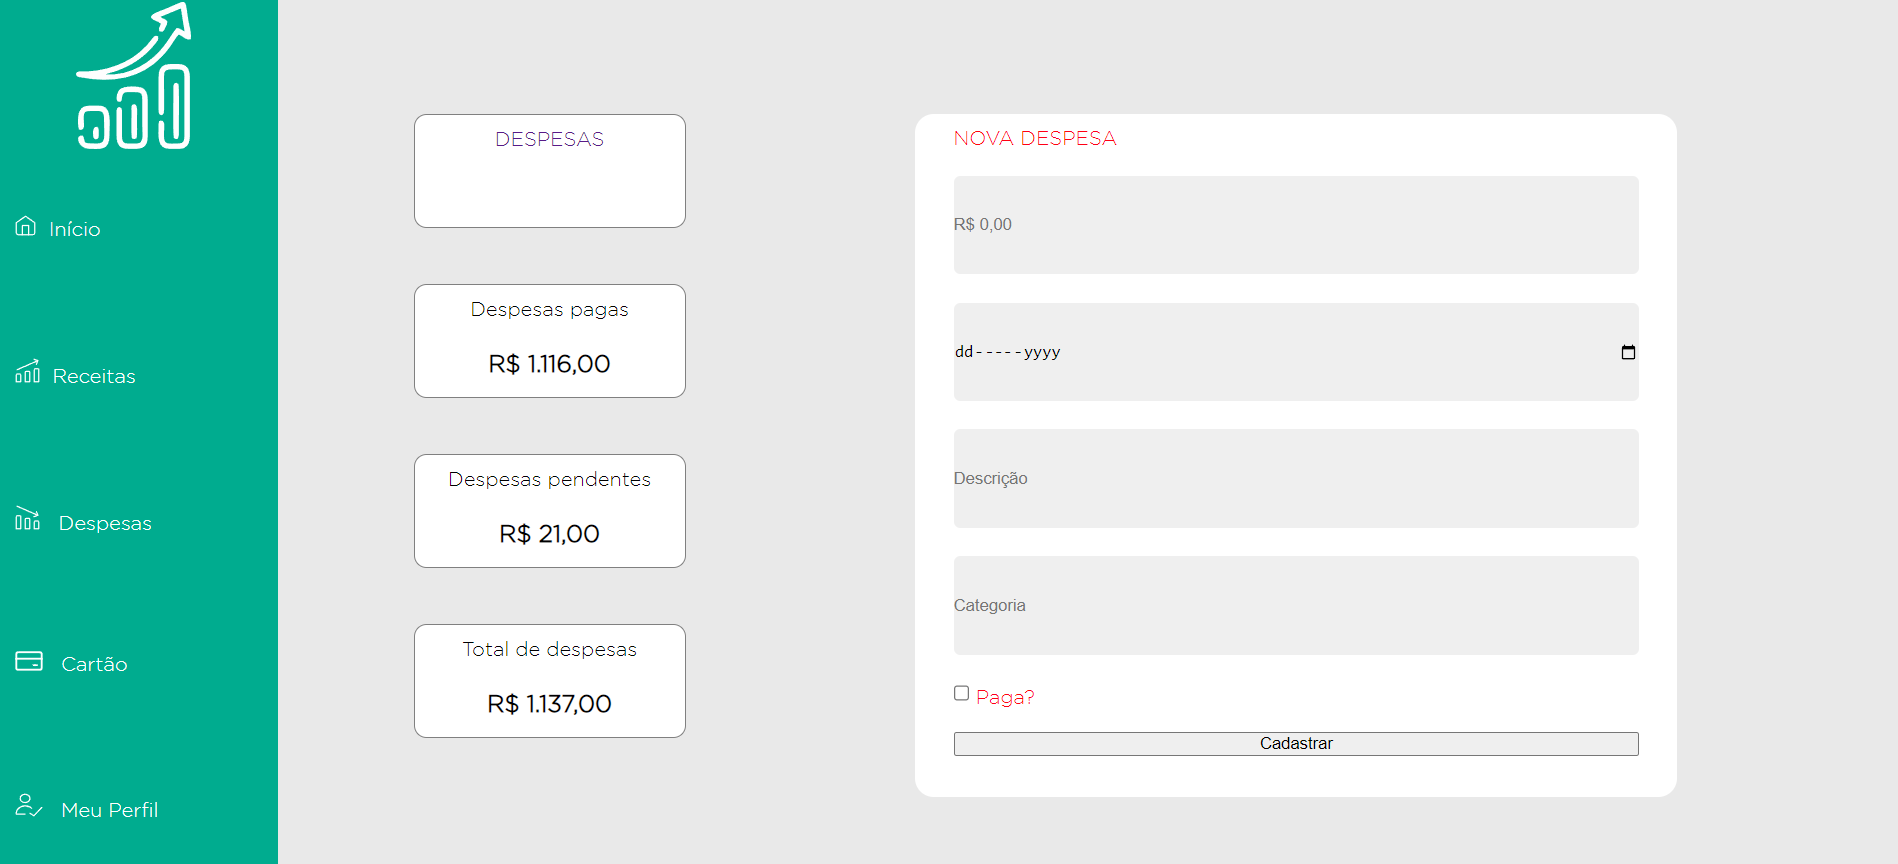 Início
Receitas
Despesas
Cartão
Meu Perfil
DESPESAS
Despesas pagas
R$ 1.116,00
Despesas pendentes
R$ 21,00
Total de despesas
R$ 1.137,00
NOVA DESPESA
R$ 0,00
dd-----yyyy
Descrição
Categoria
Paga?
Cadastrar